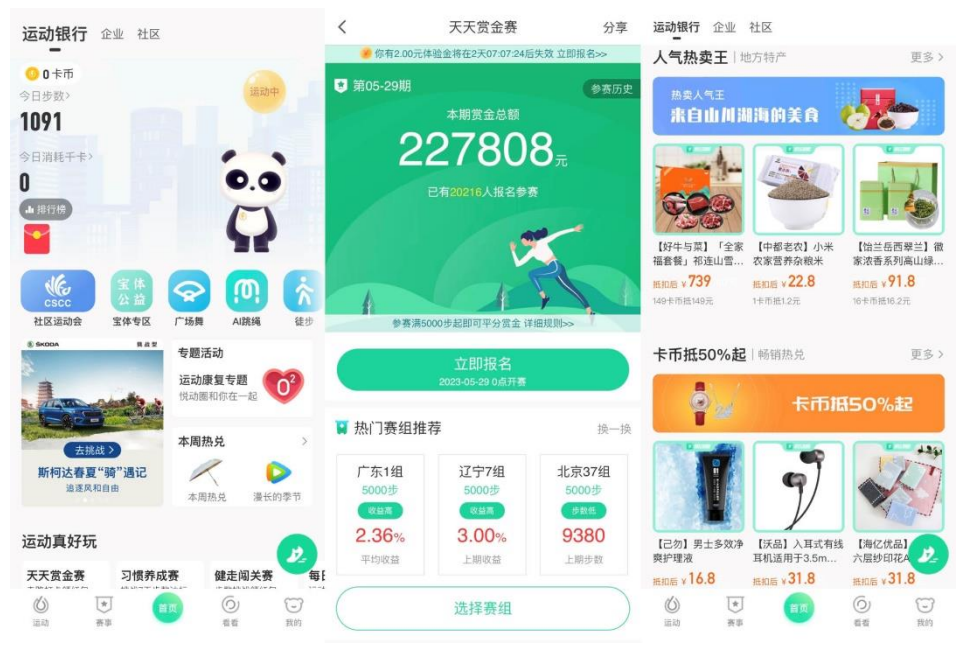 运动银行 企业 社区
0卡币
今日步数>
1091
运动中
今日消耗千卡>
0
排行榜
CSCC
宝体
公益
社区运动会 宝体专区 广场舞 AI跳绳 徒步
SKODA
去挑战>
斯柯达春夏“骑”遇记
追逐风和自由
专题活动
运动康复专题
悦动圈和你在一起
O²
本周热兑 >
本周热兑 漫长的季节
运动真好玩
天天赏金赛 习惯养成赛 健走闯关赛 每日
运动 赛事 首页 看看 我的
< 天天赏金赛 分享
你有2.00元体验金将在2天07:07:24后失效 立即报名>>
第05-29期 参赛历史
本期赏金总额
227808元
已有20216人报名参赛
参赛满5000步起即可平分赏金 详细规则>>
立即报名
2023-05-29 0点开赛
热门赛组推荐 换一换
广东1组 辽宁7组 北京37组
5000步 5000步 5000步
收益高 收益高 步数低
2.36% 3.00% 9380
平均收益 上期收益 上期步数
选择赛组
运动银行 企业 社区
人气热卖王 | 地方特产 更多 >
热卖人气王
来自山川湖海的美食
【好牛与菜】「全家 【中都老农】小米 【饴兰岳西翠兰】徽
福套餐」祁连山雪... 农家营养杂粮米 家浓香系列高山绿...
抵扣后 ¥739 抵扣后 ¥22.8 抵扣后 ¥91.8
149卡币抵149元 1卡币抵1.2元 16卡币抵16.2元
卡币抵50%起 | 畅销热兑 更多 >
卡币抵50%起
【己勿】男士多效净 【沃品】入耳式有线 【海亿优品】
爽护理液 耳机适用于3.5m... 六层纱印花A
抵扣后 ¥16.8 抵扣后 ¥31.8 抵扣后 ¥31.8
运动 赛事 首页 看看 我的